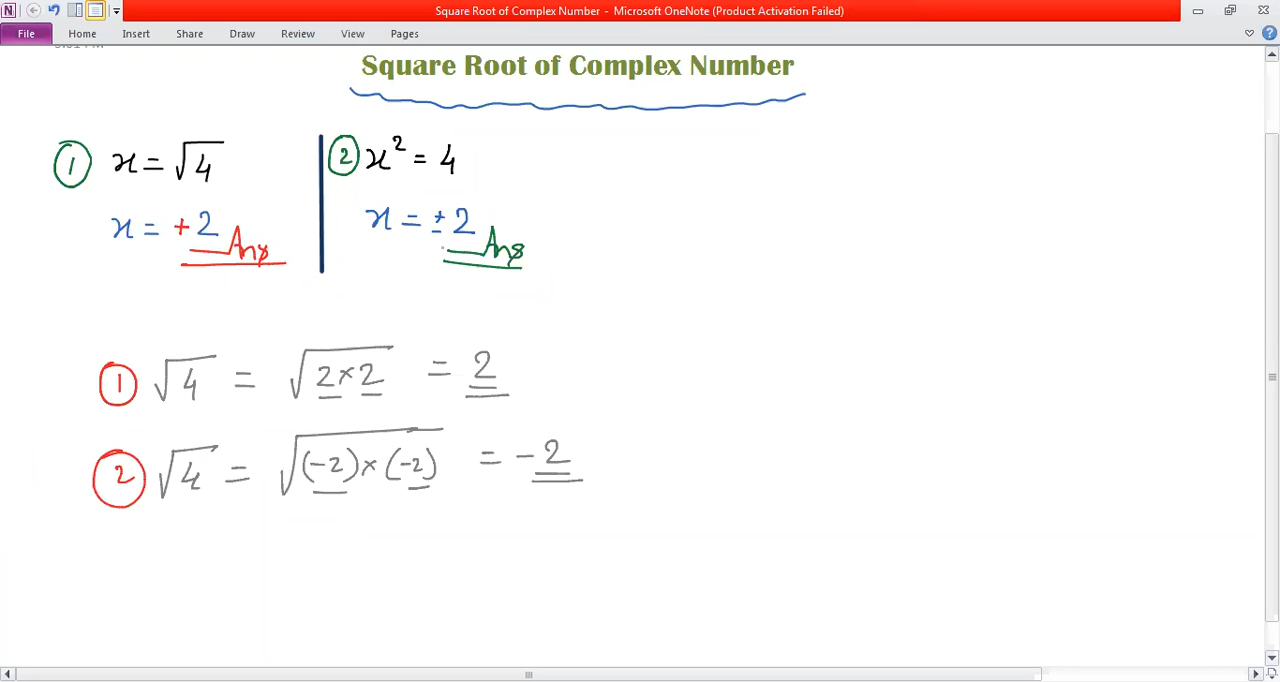 Square Root of Complex Number - Microsoft OneNote (Product Activation Failed)
File Home Insert Share Draw Review View Pages
Square Root of Complex Number
① x = √4
x = +2 Ans
② x² = 4
x = ±2 Ans
① √4 = √2×2 = 2
② √4 = √(-2)×(-2) = -2